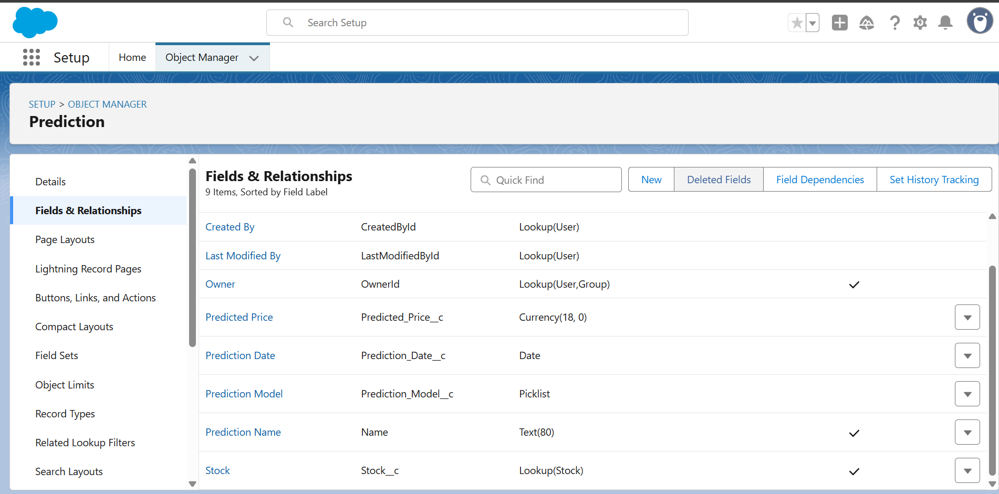 Search Setup
Setup
Home
Object Manager
SETUP > OBJECT MANAGER
Prediction
Details
Fields & Relationships
Page Layouts
Lightning Record Pages
Buttons, Links, and Actions
Compact Layouts
Field Sets
Object Limits
Record Types
Related Lookup Filters
Search Layouts
Fields & Relationships
9 Items, Sorted by Field Label
Quick Find
New
Deleted Fields
Field Dependencies
Set History Tracking
Created By CreatedById Lookup(User)
Last Modified By LastModifiedById Lookup(User)
Owner OwnerId Lookup(User,Group)
Predicted Price Predicted_Price__c Currency(18, 0)
Prediction Date Prediction_Date__c Date
Prediction Model Prediction_Model__c Picklist
Prediction Name Name Text(80)
Stock Stock__c Lookup(Stock)